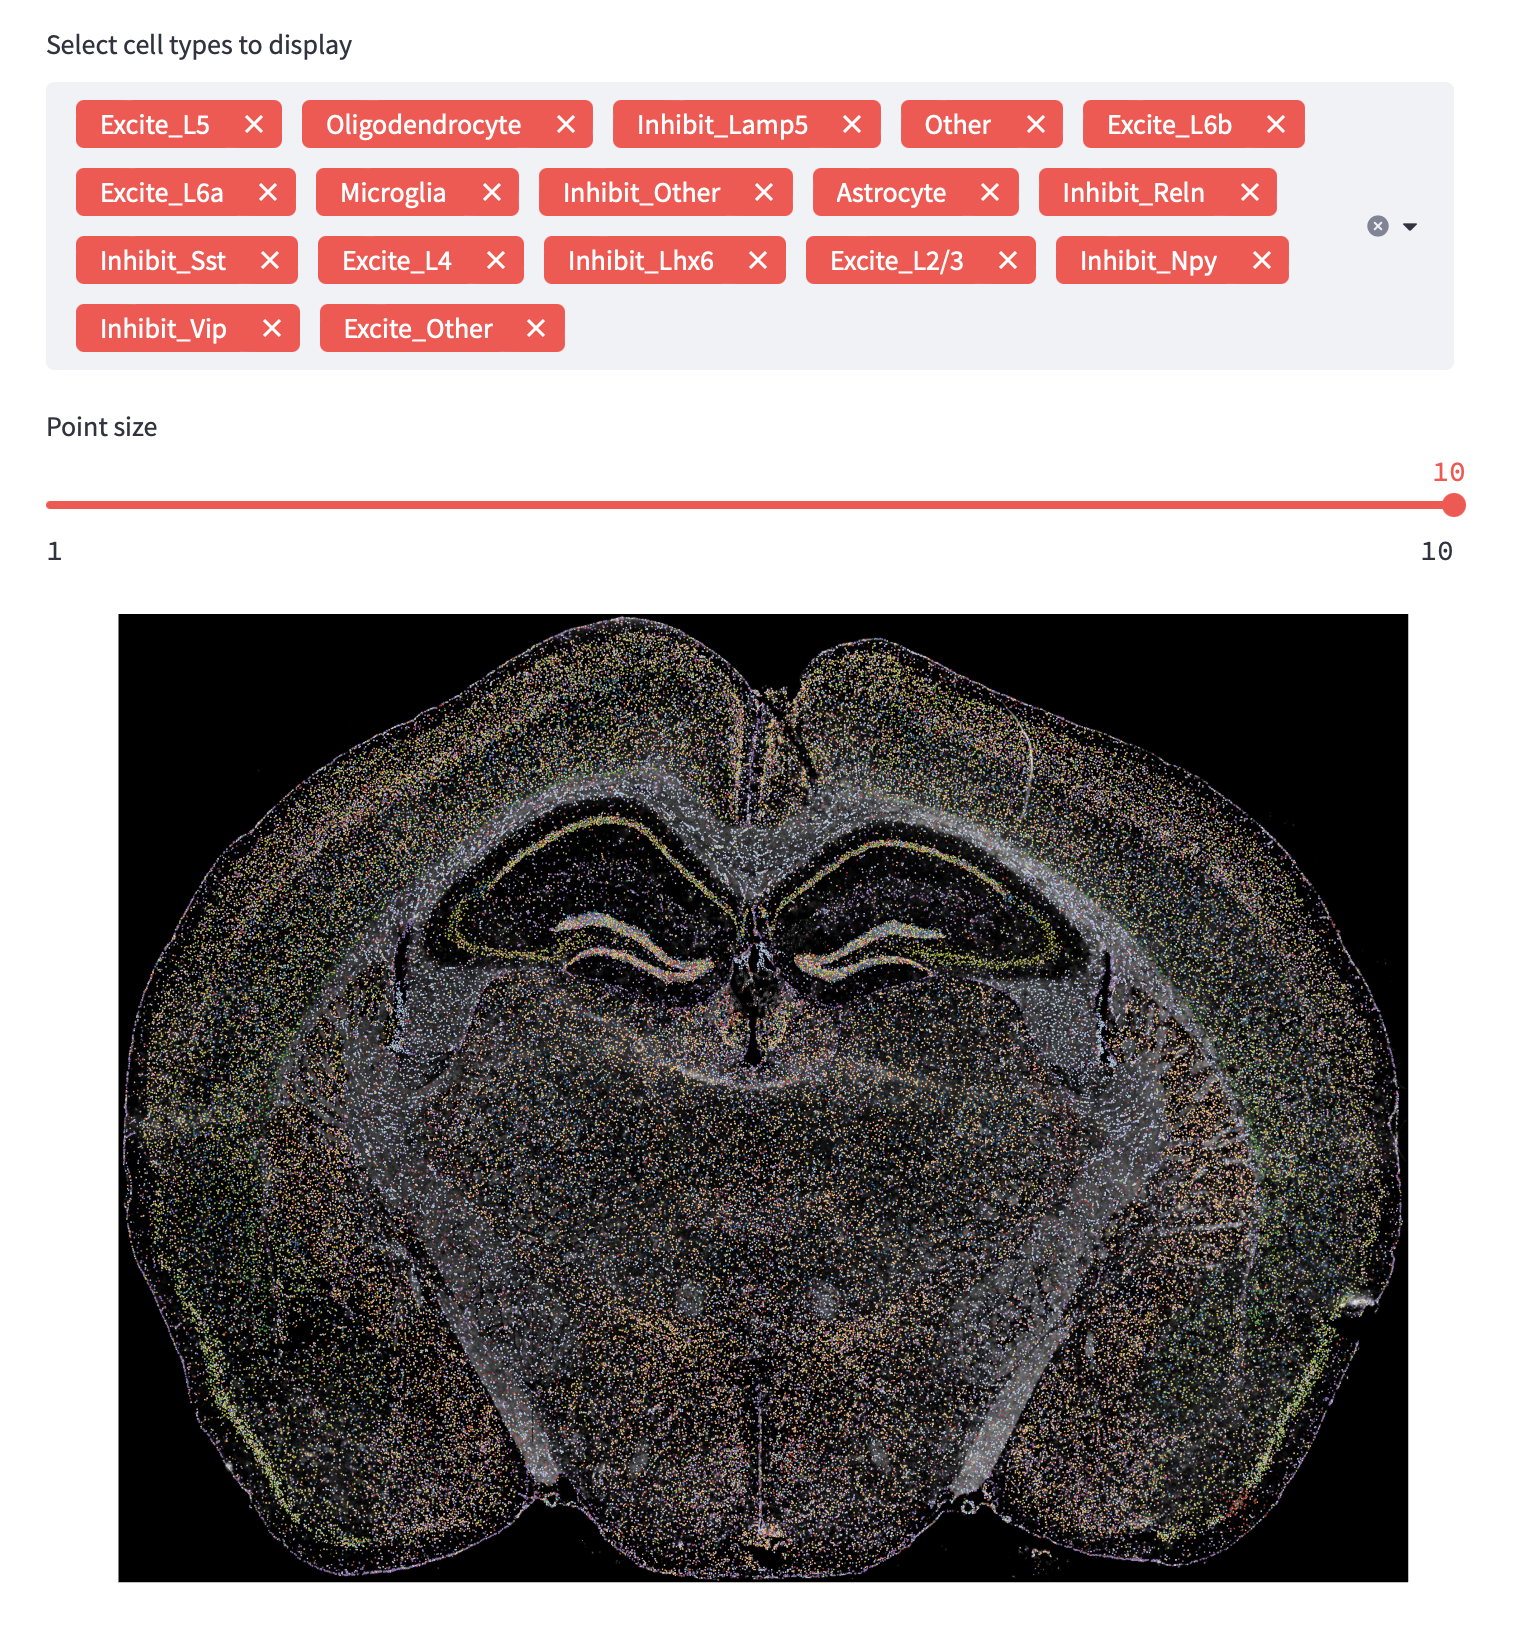 Select cell types to display
Excite_L5 Oligodendrocyte Inhibit_Lamp5 Other Excite_L6b
Excite_L6a Microglia Inhibit_Other Astrocyte Inhibit_Reln
Inhibit_Sst Excite_L4 Inhibit_Lhx6 Excite_L2/3 Inhibit_Npy
Inhibit_Vip Excite_Other
Point size
10
1 10